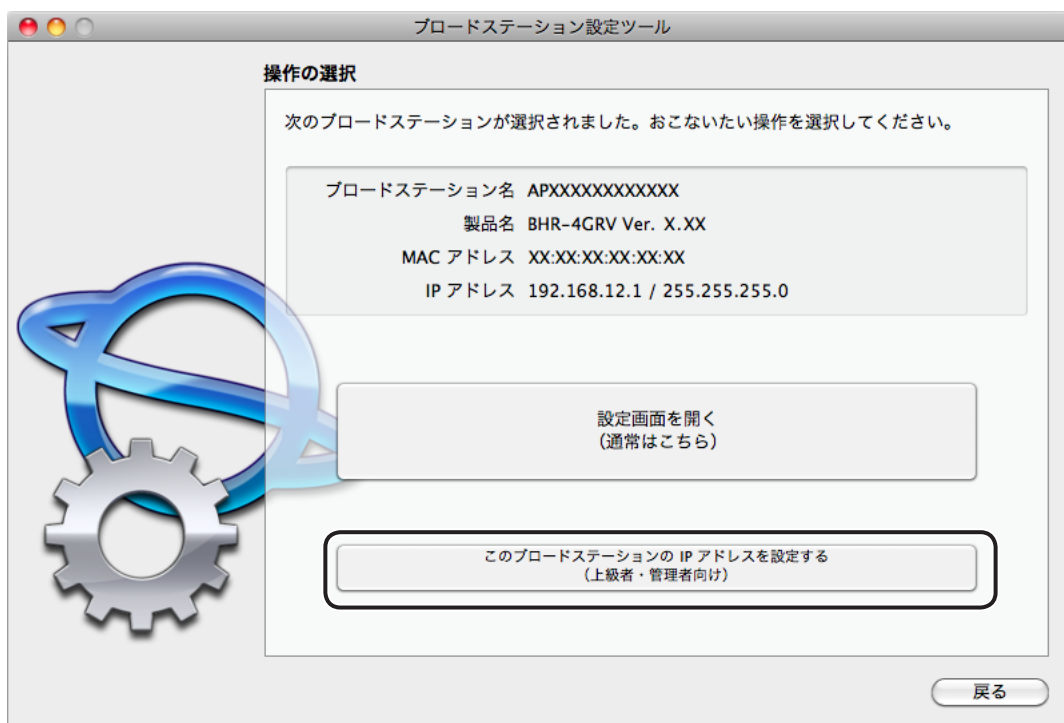 ブロードステーション設定ツール
操作の選択
次のブロードステーションが選択されました。おこないたい操作を選択してください。
ブロードステーション名 APXXXXXXXXXXXX
製品名 BHR-4GRV Ver. X.XX
MAC アドレス XX:XX:XX:XX:XX:XX
IP アドレス 192.168.12.1 / 255.255.255.0
設定画面を開く
(通常はこちら)
このブロードステーションの IP アドレスを設定する
(上級者・管理者向け)
戻る